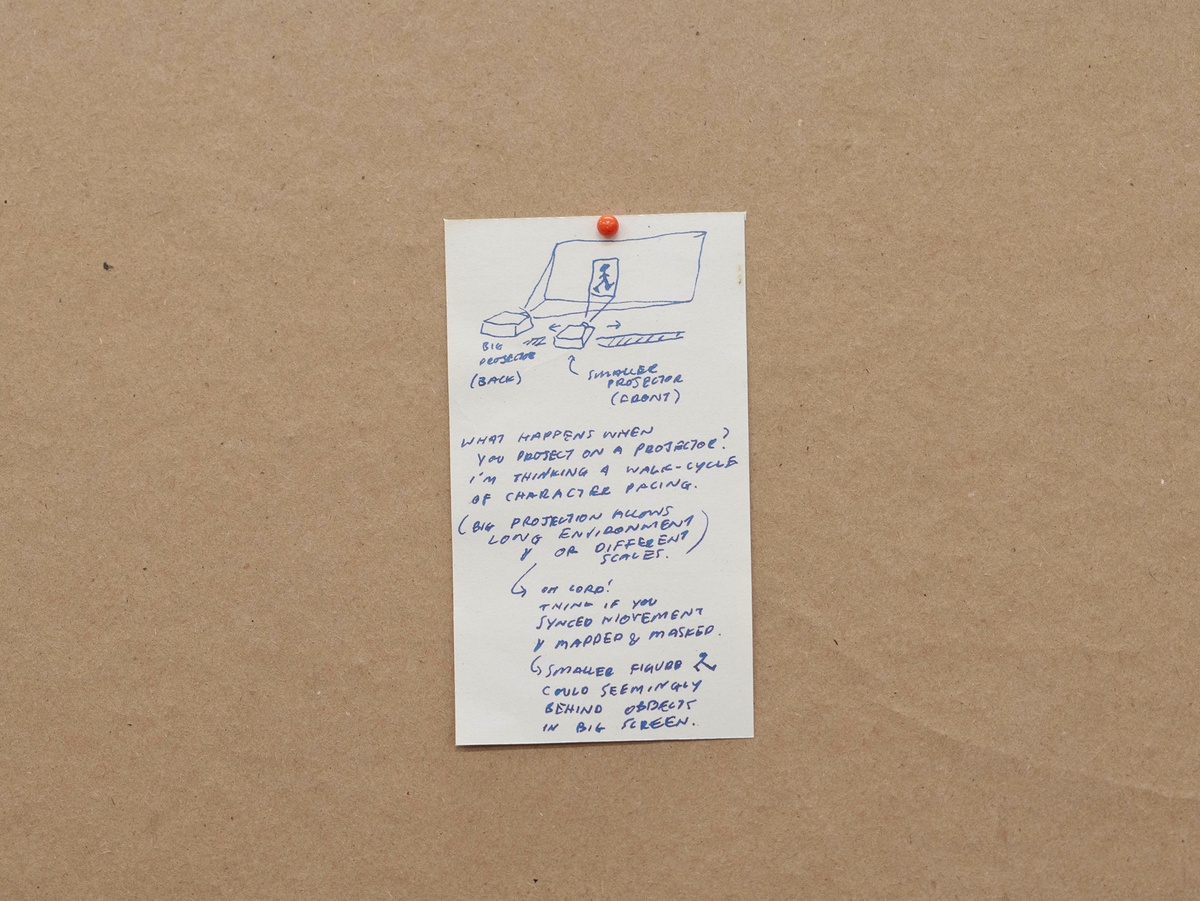 BIG
PROJECTOR
(BACK)
SMALLER
PROJECTOR
(FRONT)
WHAT HAPPENS WHEN
YOU PROJECT ON A PROJECTOR?
I'M THINKING A WALK-CYCLE
OF CHARACTER PACING.
(BIG PROJECTION ALLOWS
LONG ENVIRONMENT
& OR DIFFERENT
SCALES.)
OH LORD!
THINK IF YOU
SYNCED MOVEMENT
& MAPPED & MASKED.
SMALLER FIGURE
COULD SEEMINGLY
BEHIND OBJECTS
IN BIG SCREEN.